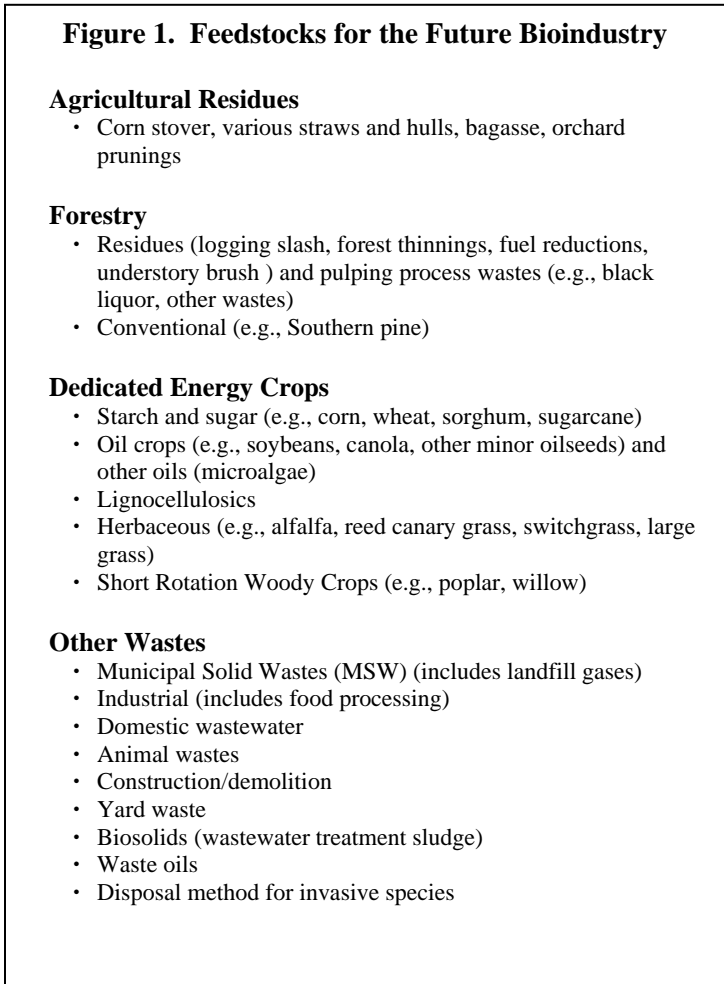 Figure 1.  Feedstocks for the Future Bioindustry
Agricultural Residues
· Corn stover, various straws and hulls, bagasse, orchard
prunings
Forestry
· Residues (logging slash, forest thinnings, fuel reductions,
understory brush ) and pulping process wastes (e.g., black
liquor, other wastes)
· Conventional (e.g., Southern pine)
Dedicated Energy Crops
· Starch and sugar (e.g., corn, wheat, sorghum, sugarcane)
· Oil crops (e.g., soybeans, canola, other minor oilseeds) and
other oils (microalgae)
· Lignocellulosics
· Herbaceous (e.g., alfalfa, reed canary grass, switchgrass, large
grass)
· Short Rotation Woody Crops (e.g., poplar, willow)
Other Wastes
· Municipal Solid Wastes (MSW) (includes landfill gases)
· Industrial (includes food processing)
· Domestic wastewater
· Animal wastes
· Construction/demolition
· Yard waste
· Biosolids (wastewater treatment sludge)
· Waste oils
· Disposal method for invasive species